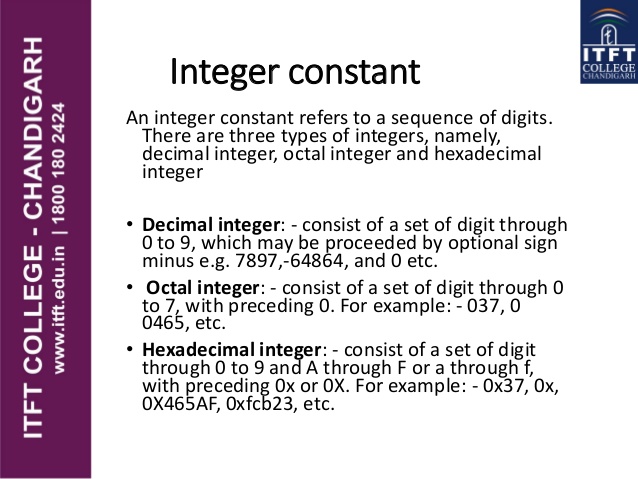 Integer constant
An integer constant refers to a sequence of digits.
There are three types of integers, namely,
decimal integer, octal integer and hexadecimal
integer
• Decimal integer: - consist of a set of digit through
0 to 9, which may be proceeded by optional sign
minus e.g. 7897,-64864, and 0 etc.
• Octal integer: - consist of a set of digit through 0
to 7, with preceding 0. For example: - 037, 0
0465, etc.
• Hexadecimal integer: - consist of a set of digit
through 0 to 9 and A through F or a through f,
with preceding 0x or 0X. For example: - 0x37, 0x,
0X465AF, 0xfcb23, etc.
ITFT COLLEGE - CHANDIGARH
www.itft.edu.in | 1800 180 2424
ITFT
COLLEGE
CHANDIGARH